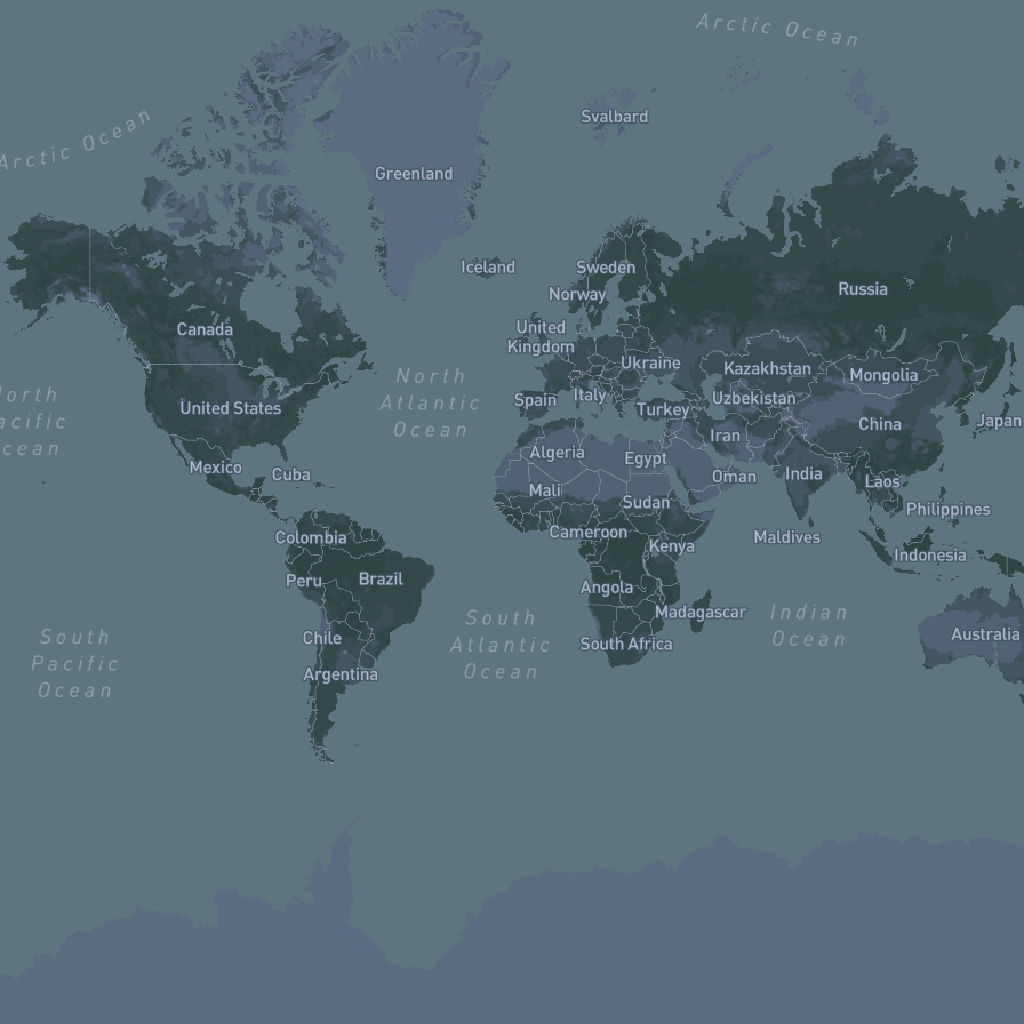 Arctic Ocean
Arctic Ocean
Svalbard
Greenland
Iceland
Sweden
Norway
Russia
Canada
United
Kingdom
Ukraine
Kazakhstan
Mongolia
North
Atlantic
Ocean
Spain
Italy
Uzbekistan
United States
Turkey
China
Japan
Iran
Algeria
Egypt
Mexico
Cuba
Oman
India
Laos
Mali
Sudan
Philippines
Colombia
Cameroon
Kenya
Maldives
Indonesia
Peru
Brazil
Angola
Madagascar
South
Pacific
Ocean
Chile
South
Atlantic
Ocean
South Africa
Indian
Ocean
Australia
Argentina
orth
acific
cean